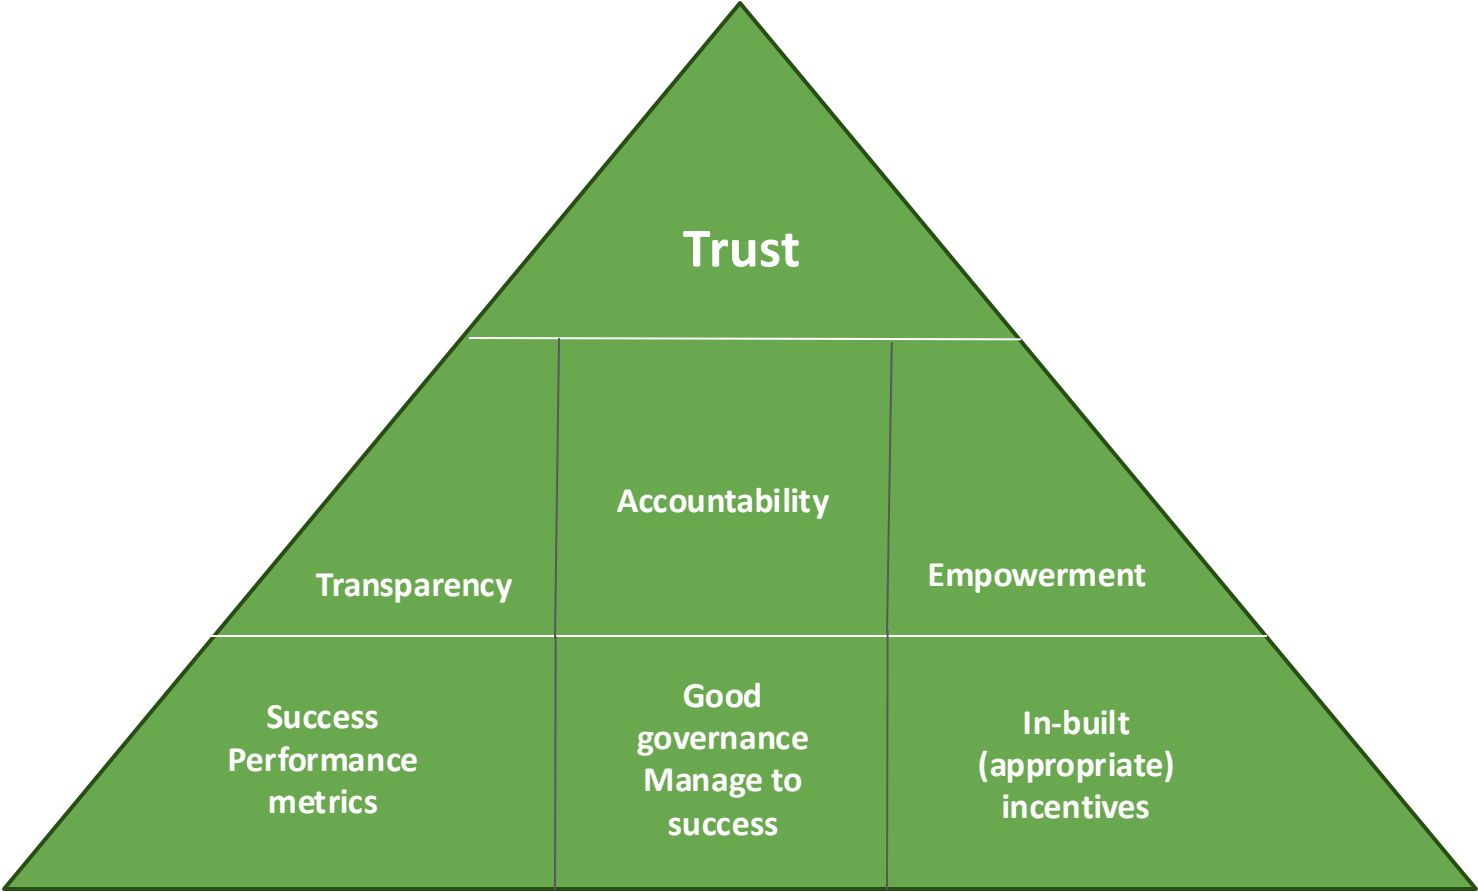 Trust
Accountability
Transparency
Empowerment
Success
Performance
metrics
Good
governance
Manage to
success
In-built
(appropriate)
incentives